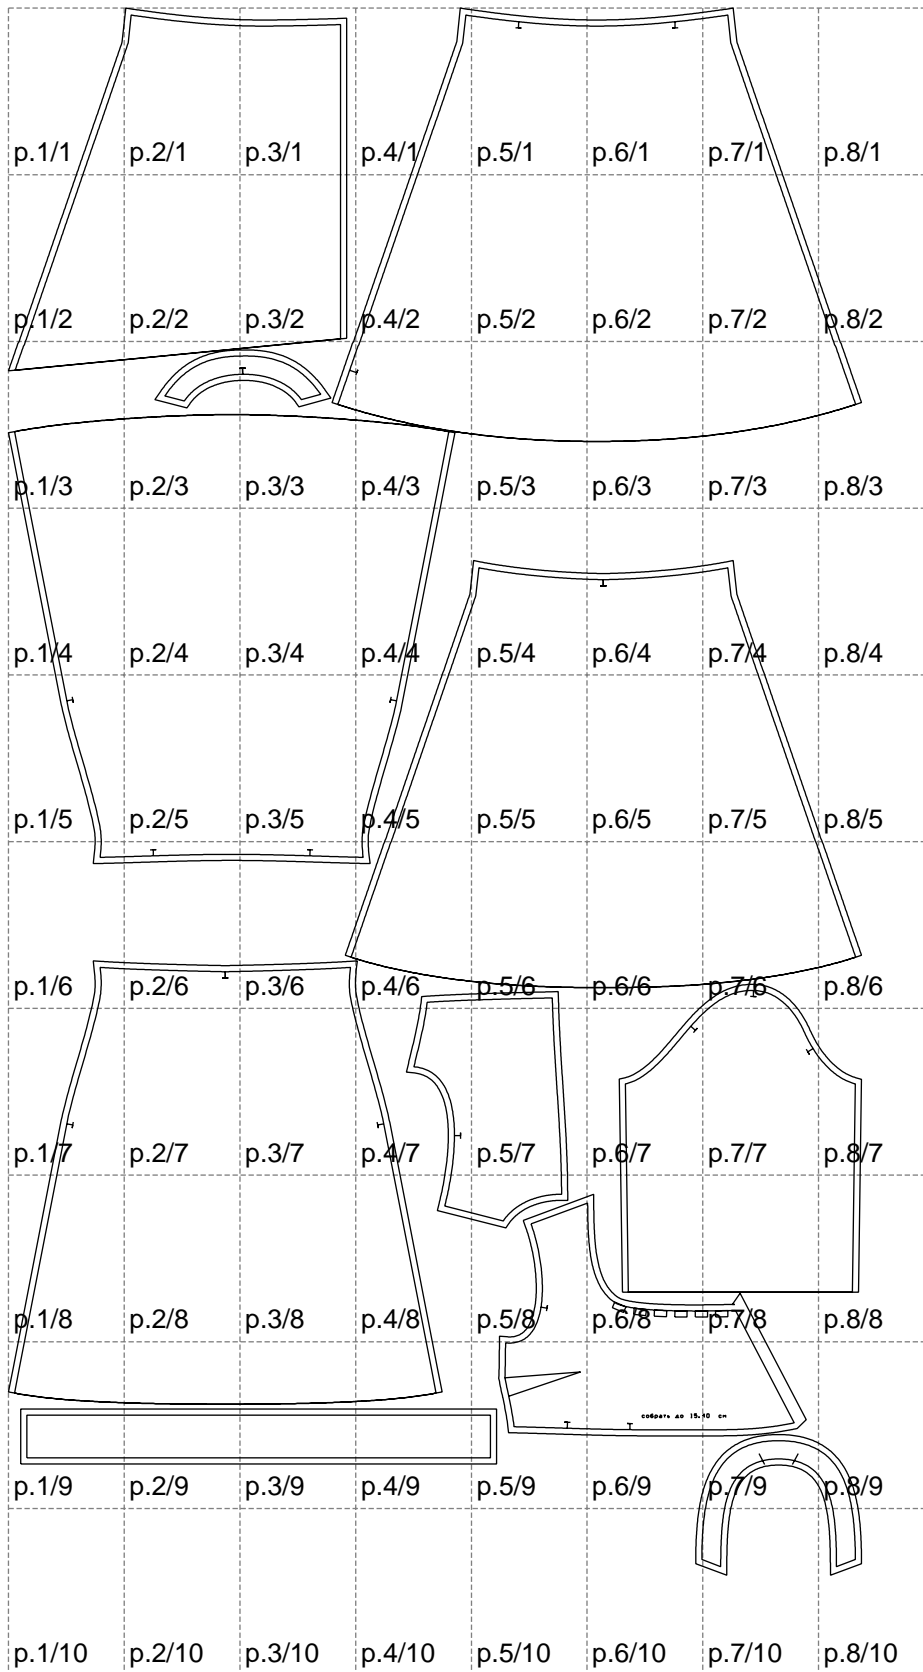 p.1/1 p.2/1 p.3/1 p.4/1 p.5/1 p.6/1 p.7/1 p.8/1
p.1/2 p.2/2 p.3/2 p.4/2 p.5/2 p.6/2 p.7/2 p.8/2
p.1/3 p.2/3 p.3/3 p.4/3 p.5/3 p.6/3 p.7/3 p.8/3
p.1/4 p.2/4 p.3/4 p.4/4 p.5/4 p.6/4 p.7/4 p.8/4
p.1/5 p.2/5 p.3/5 p.4/5 p.5/5 p.6/5 p.7/5 p.8/5
p.1/6 p.2/6 p.3/6 p.4/6 p.5/6 p.6/6 p.7/6 p.8/6
p.1/7 p.2/7 p.3/7 p.4/7 p.5/7 p.6/7 p.7/7 p.8/7
p.1/8 p.2/8 p.3/8 p.4/8 p.5/8 p.6/8 p.7/8 p.8/8
собрать до 15.40 см
p.1/9 p.2/9 p.3/9 p.4/9 p.5/9 p.6/9 p.7/9 p.8/9
p.1/10 p.2/10 p.3/10 p.4/10 p.5/10 p.6/10 p.7/10 p.8/10